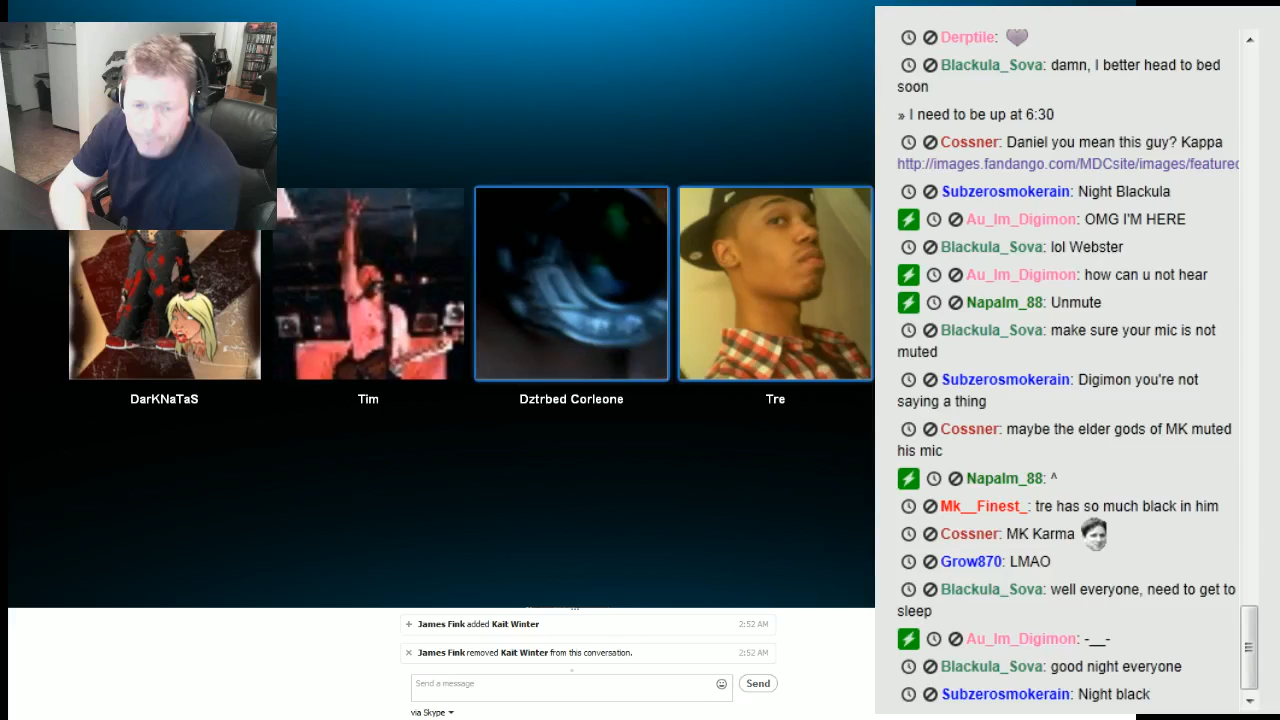 DarKNaTaS
Tim
Dztrbed Corleone
Tre
James Fink added Kait Winter 2:52 AM
James Fink removed Kait Winter from this conversation. 2:52 AM
Send a message
Send
via Skype
Derptile:
Blackula_Sova: damn, I better head to bed
soon
» I need to be up at 6:30
Cossner: Daniel you mean this guy? Kappa
http://images.fandango.com/MDCsite/images/featured
Subzerosmokerain: Night Blackula
Au_Im_Digimon: OMG I'M HERE
Blackula_Sova: lol Webster
Au_Im_Digimon: how can u not hear
Napalm_88: Unmute
Blackula_Sova: make sure your mic is not
muted
Subzerosmokerain: Digimon you're not
saying a thing
Cossner: maybe the elder gods of MK muted
his mic
Napalm_88: ^
Mk__Finest_: tre has so much black in him
Cossner: MK Karma
Grow870: LMAO
Blackula_Sova: well everyone, need to get to
sleep
Au_Im_Digimon: -__-
Blackula_Sova: good night everyone
Subzerosmokerain: Night black